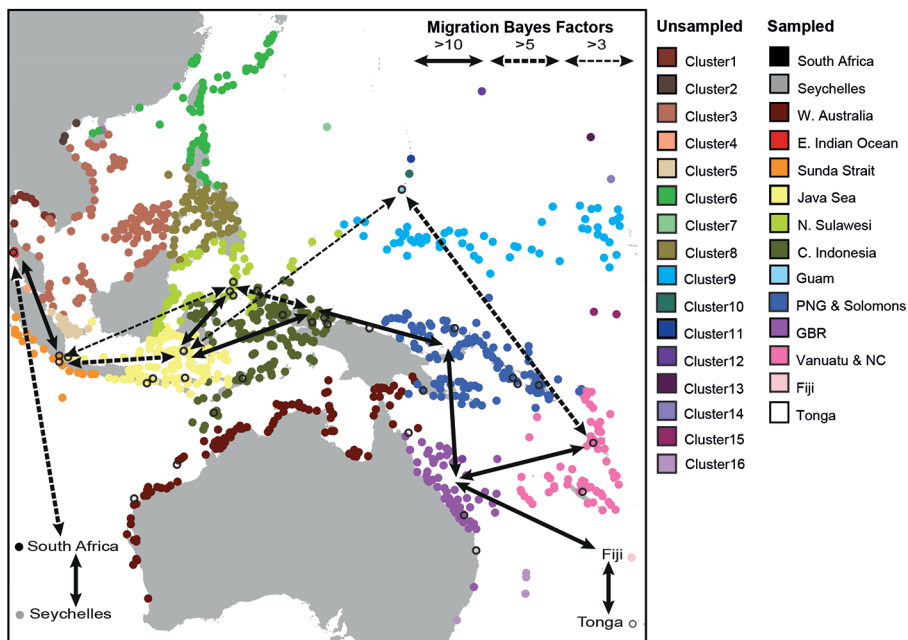 Migration Bayes Factors
>10 >5 >3
South Africa
Seychelles
Fiji
Tonga
Unsampled
Cluster1
Cluster2
Cluster3
Cluster4
Cluster5
Cluster6
Cluster7
Cluster8
Cluster9
Cluster10
Cluster11
Cluster12
Cluster13
Cluster14
Cluster15
Cluster16
Sampled
South Africa
Seychelles
W. Australia
E. Indian Ocean
Sunda Strait
Java Sea
N. Sulawesi
C. Indonesia
Guam
PNG & Solomons
GBR
Vanuatu & NC
Fiji
Tonga